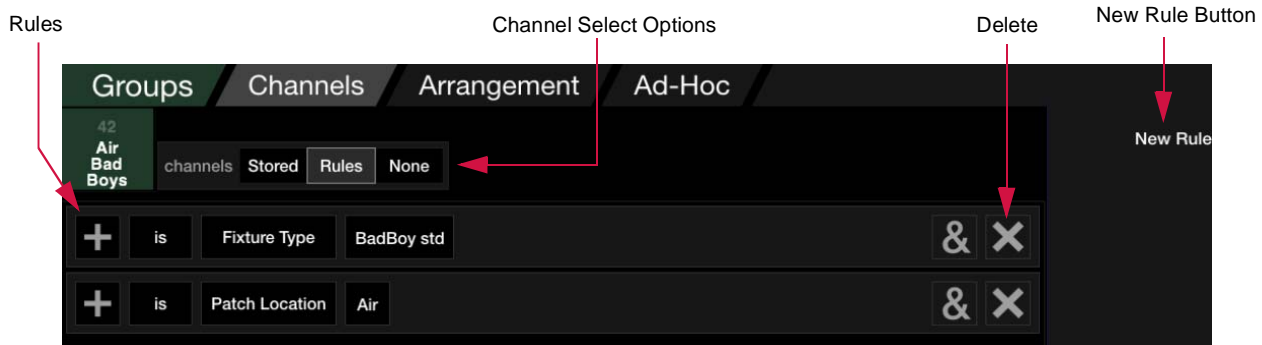 Rules
Channel Select Options
Delete
New Rule Button
Groups Channels Arrangement Ad-Hoc
42
Air
Bad
Boys
channels Stored Rules None
New Rule
+ is Fixture Type BadBoy std & ×
+ is Patch Location Air & ×